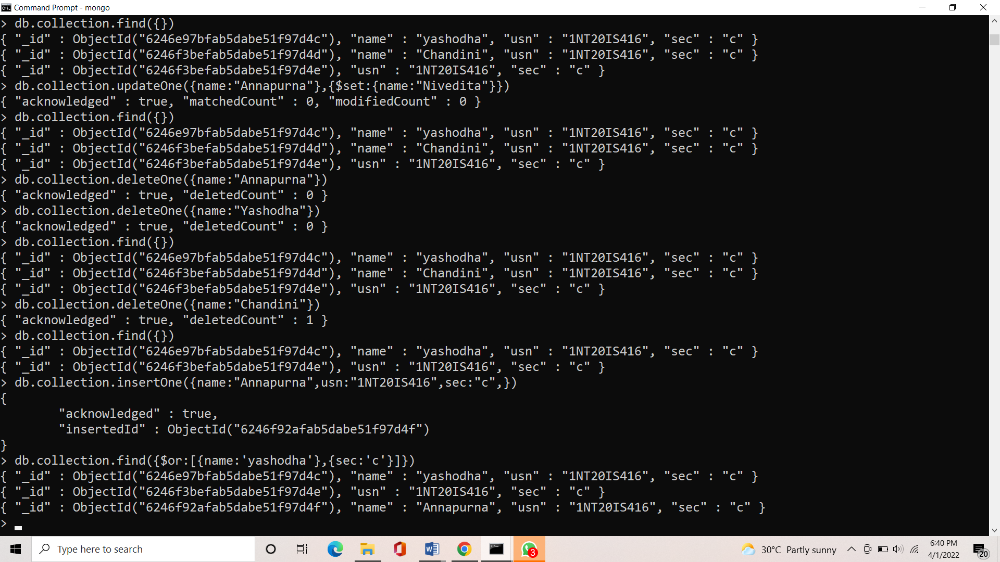 Command Prompt - mongo
> db.collection.find({})
{ "_id" : ObjectId("6246e97bfab5dabe51f97d4c"), "name" : "yashodha", "usn" : "1NT20IS416", "sec" : "c" }
{ "_id" : ObjectId("6246f3befab5dabe51f97d4d"), "name" : "Chandini", "usn" : "1NT20IS416", "sec" : "c" }
{ "_id" : ObjectId("6246f3befab5dabe51f97d4e"), "usn" : "1NT20IS416", "sec" : "c" }
> db.collection.updateOne({name:"Annapurna"},{$set:{name:"Nivedita"}})
{ "acknowledged" : true, "matchedCount" : 0, "modifiedCount" : 0 }
> db.collection.find({})
{ "_id" : ObjectId("6246e97bfab5dabe51f97d4c"), "name" : "yashodha", "usn" : "1NT20IS416", "sec" : "c" }
{ "_id" : ObjectId("6246f3befab5dabe51f97d4d"), "name" : "Chandini", "usn" : "1NT20IS416", "sec" : "c" }
{ "_id" : ObjectId("6246f3befab5dabe51f97d4e"), "usn" : "1NT20IS416", "sec" : "c" }
> db.collection.deleteOne({name:"Annapurna"})
{ "acknowledged" : true, "deletedCount" : 0 }
> db.collection.deleteOne({name:"Yashodha"})
{ "acknowledged" : true, "deletedCount" : 0 }
> db.collection.find({})
{ "_id" : ObjectId("6246e97bfab5dabe51f97d4c"), "name" : "yashodha", "usn" : "1NT20IS416", "sec" : "c" }
{ "_id" : ObjectId("6246f3befab5dabe51f97d4d"), "name" : "Chandini", "usn" : "1NT20IS416", "sec" : "c" }
{ "_id" : ObjectId("6246f3befab5dabe51f97d4e"), "usn" : "1NT20IS416", "sec" : "c" }
> db.collection.deleteOne({name:"Chandini"})
{ "acknowledged" : true, "deletedCount" : 1 }
> db.collection.find({})
{ "_id" : ObjectId("6246e97bfab5dabe51f97d4c"), "name" : "yashodha", "usn" : "1NT20IS416", "sec" : "c" }
{ "_id" : ObjectId("6246f3befab5dabe51f97d4e"), "usn" : "1NT20IS416", "sec" : "c" }
> db.collection.insertOne({name:"Annapurna",usn:"1NT20IS416",sec:"c",})
{
        "acknowledged" : true,
        "insertedId" : ObjectId("6246f92afab5dabe51f97d4f")
}
> db.collection.find({$or:[{name:'yashodha'},{sec:'c'}]})
{ "_id" : ObjectId("6246e97bfab5dabe51f97d4c"), "name" : "yashodha", "usn" : "1NT20IS416", "sec" : "c" }
{ "_id" : ObjectId("6246f3befab5dabe51f97d4e"), "usn" : "1NT20IS416", "sec" : "c" }
{ "_id" : ObjectId("6246f92afab5dabe51f97d4f"), "name" : "Annapurna", "usn" : "1NT20IS416", "sec" : "c" }
>
Type here to search
3
30°C Partly sunny
6:40 PM
4/1/2022
20